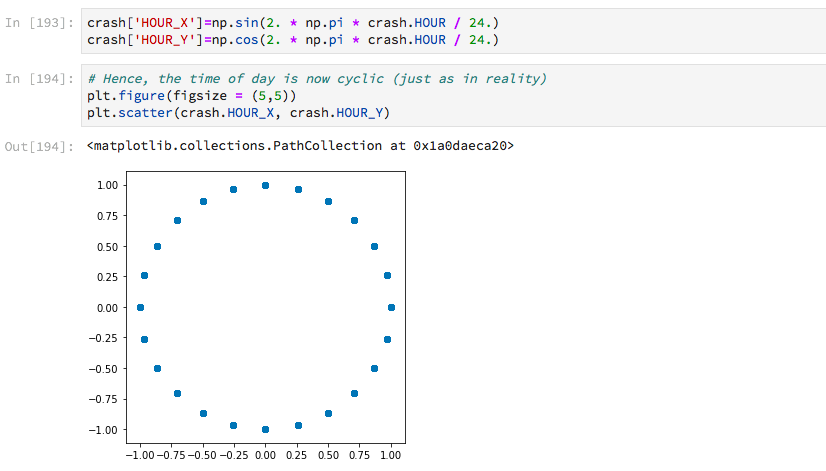 In [193]: crash['HOUR_X']=np.sin(2. * np.pi * crash.HOUR / 24.)
crash['HOUR_Y']=np.cos(2. * np.pi * crash.HOUR / 24.)
In [194]: # Hence, the time of day is now cyclic (just as in reality)
plt.figure(figsize = (5,5))
plt.scatter(crash.HOUR_X, crash.HOUR_Y)
Out[194]: <matplotlib.collections.PathCollection at 0x1a0daeca20>
1.00
0.75
0.50
0.25
0.00
−0.25
−0.50
−0.75
−1.00
−1.00 −0.75 −0.50 −0.25 0.00 0.25 0.50 0.75 1.00